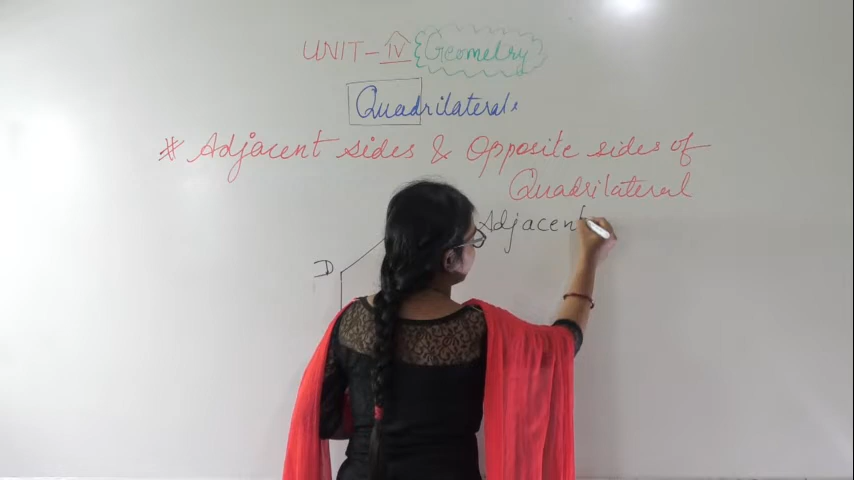 UNIT-IV Geometry
Quadrilaterals
* Adjacent sides & Opposite sides of
Quadrilateral
Adjacent
D